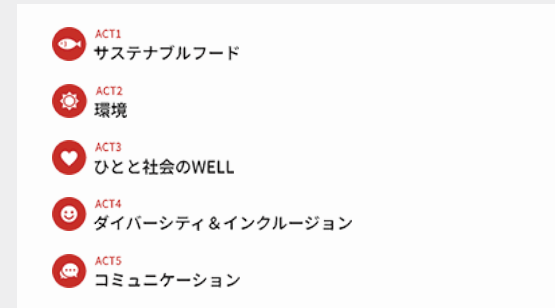 ACT1
サステナブルフード
ACT2
環境
ACT3
ひとと社会のWELL
ACT4
ダイバーシティ＆インクルージョン
ACT5
コミュニケーション